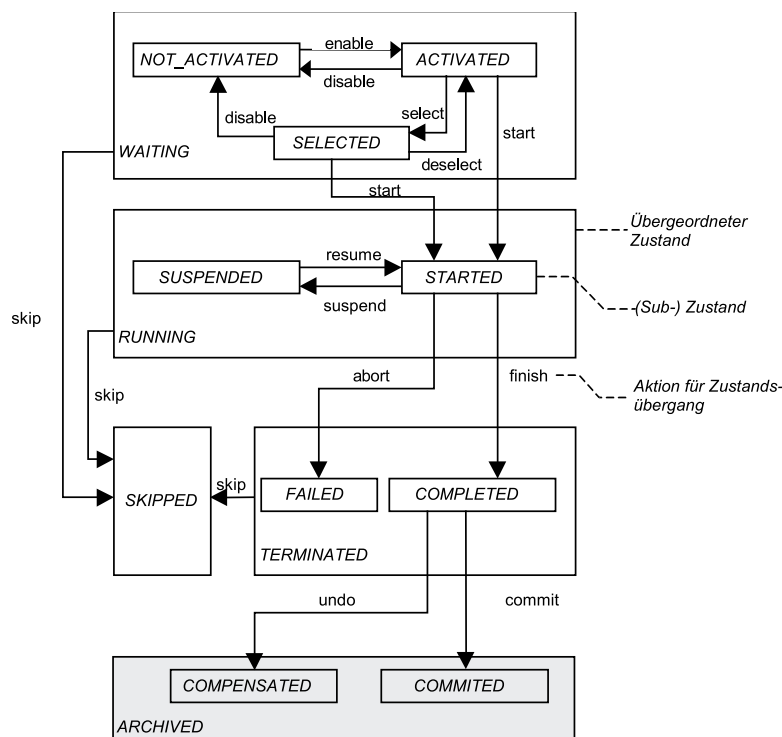 enable
NOT_ACTIVATED
ACTIVATED
disable
disable
select
start
SELECTED
WAITING
deselect
start
Übergeordneter
Zustand
resume
SUSPENDED
STARTED
suspend
(Sub-) Zustand
skip
RUNNING
abort
finish
Aktion für Zustands-
übergang
skip
skip
FAILED
COMPLETED
SKIPPED
TERMINATED
undo
commit
COMPENSATED
COMMITED
ARCHIVED